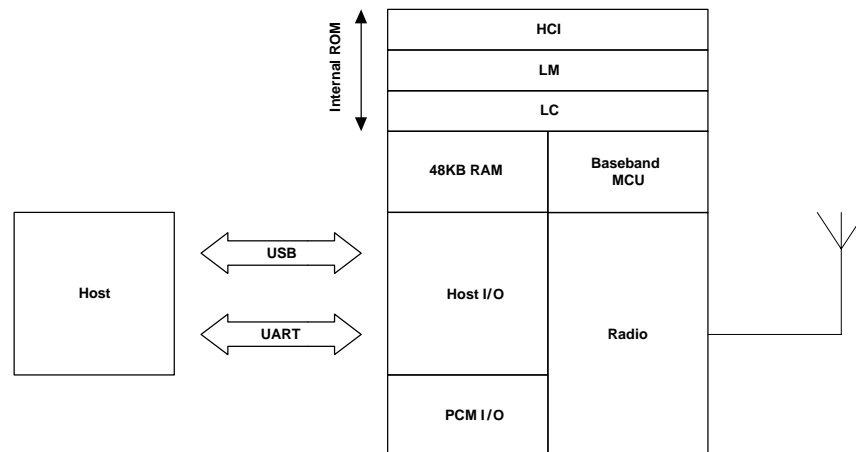 Internal ROM
HCI
LM
LC
48KB RAM
Baseband
MCU
Host
USB
UART
Host I/O
Radio
PCM I/O